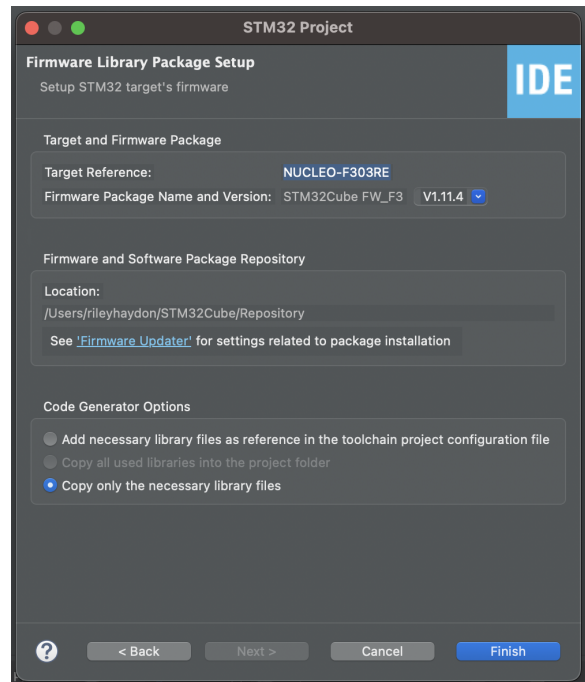 STM32 Project
Firmware Library Package Setup
Setup STM32 target's firmware
IDE
Target and Firmware Package
Target Reference: NUCLEO-F303RE
Firmware Package Name and Version: STM32Cube FW_F3 V1.11.4
Firmware and Software Package Repository
Location:
/Users/rileyhaydon/STM32Cube/Repository
See 'Firmware Updater' for settings related to package installation
Code Generator Options
Add necessary library files as reference in the toolchain project configuration file
Copy all used libraries into the project folder
Copy only the necessary library files
? < Back Next > Cancel Finish